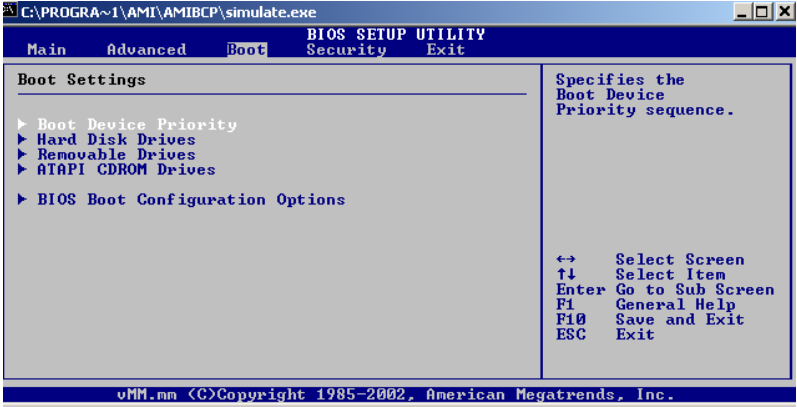 C:\PROGRA~1\AMI\AMIBCP\simulate.exe
BIOS SETUP UTILITY
Main Advanced Boot Security Exit
Boot Settings
Boot Device Priority
Hard Disk Drives
Removable Drives
ATAPI CDROM Drives
BIOS Boot Configuration Options
Specifies the
Boot Device
Priority sequence.
←→ Select Screen
↑↓ Select Item
Enter Go to Sub Screen
F1 General Help
F10 Save and Exit
ESC Exit
vMM.mm (C)Copyright 1985-2002, American Megatrends, Inc.